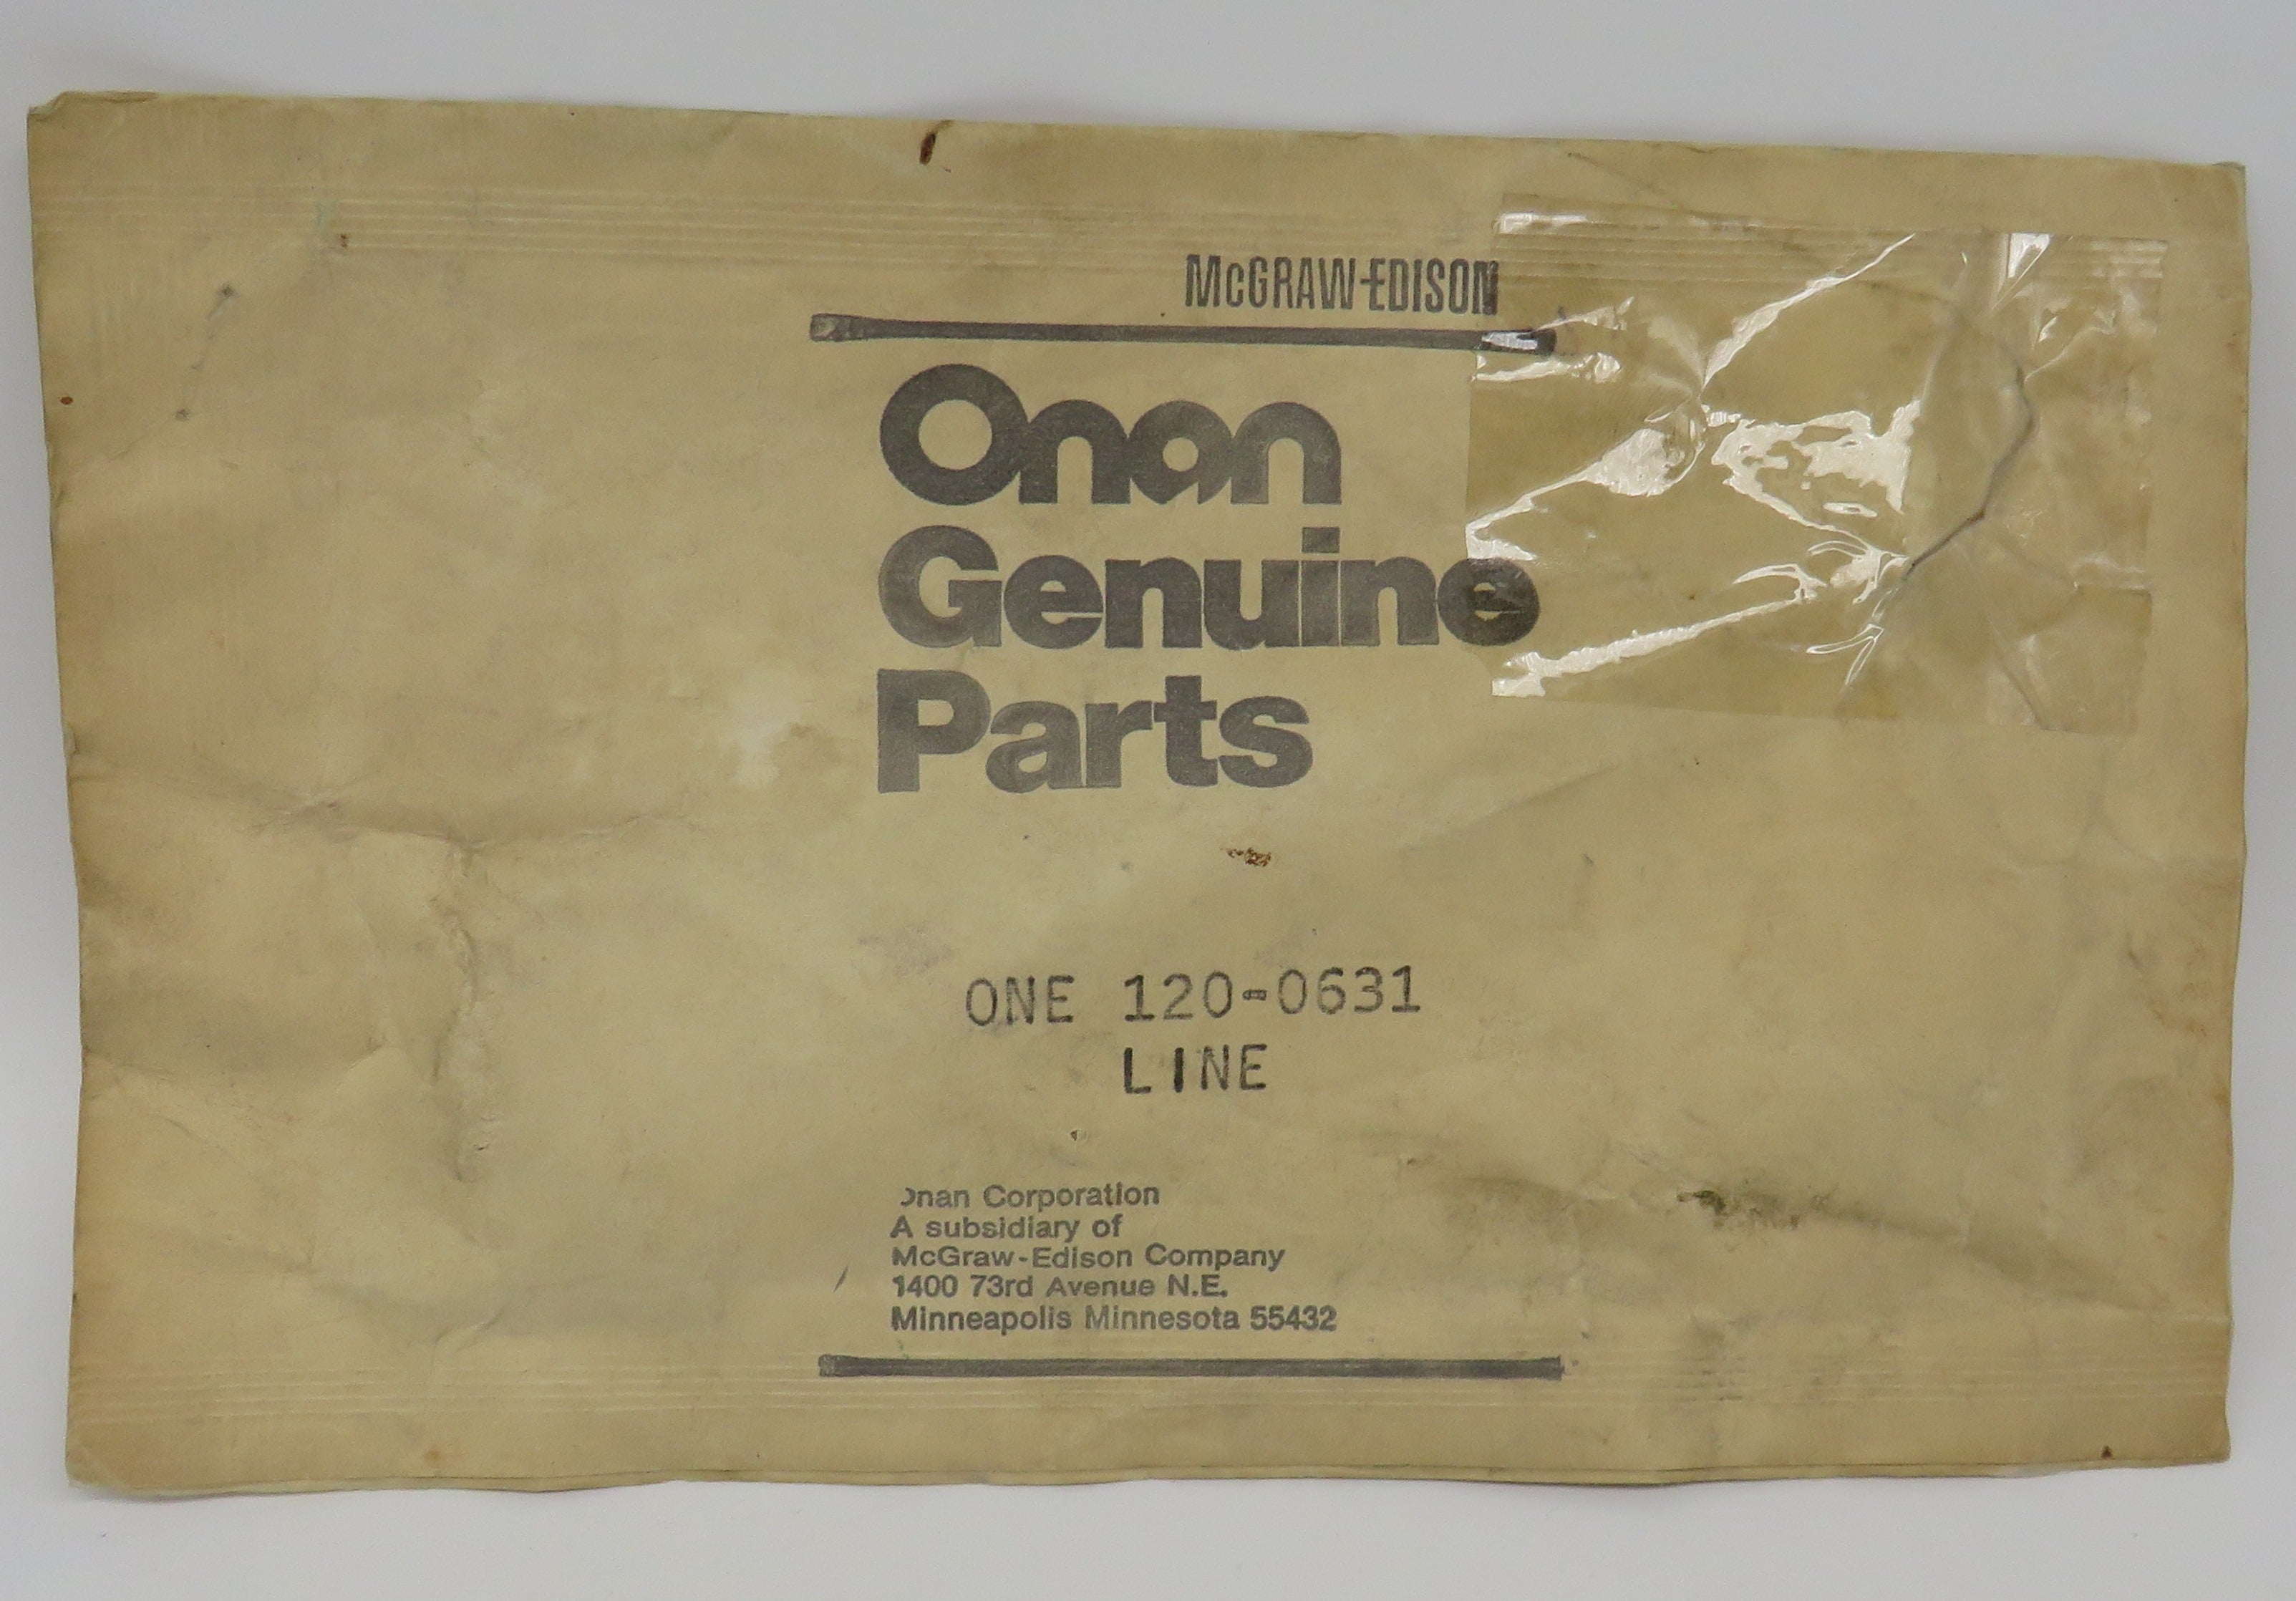 McGRAW-EDISON
Onan
Genuine
Parts
ONE 120-0631
LINE
Onan Corporation
A subsidiary of
McGraw-Edison Company
1400 73rd Avenue N.E.
Minneapolis Minnesota 55432